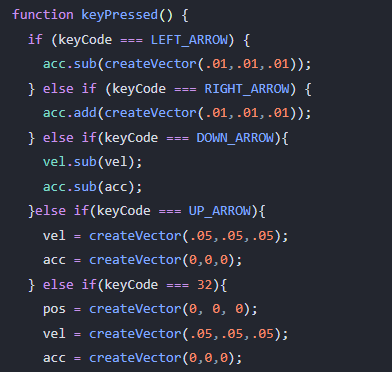 function keyPressed() {
  if (keyCode === LEFT_ARROW) {
    acc.sub(createVector(.01,.01,.01));
  } else if (keyCode === RIGHT_ARROW) {
    acc.add(createVector(.01,.01,.01));
  } else if(keyCode === DOWN_ARROW){
    vel.sub(vel);
    acc.sub(acc);
  }else if(keyCode === UP_ARROW){
    vel = createVector(.05,.05,.05);
    acc = createVector(0,0,0);
  } else if(keyCode === 32){
    pos = createVector(0, 0, 0);
    vel = createVector(.05,.05,.05);
    acc = createVector(0,0,0);